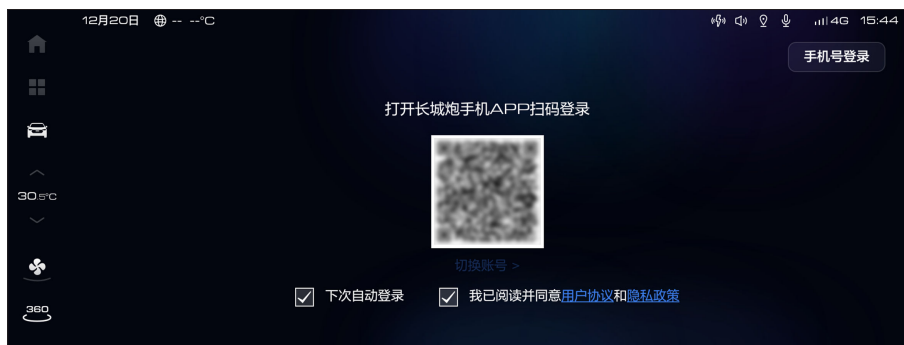 12月20日 -- --°C 4G 15:44
手机号登录
打开长城炮手机APP扫码登录
30.5°C
切换账号 >
下次自动登录 我已阅读并同意用户协议和隐私政策
360